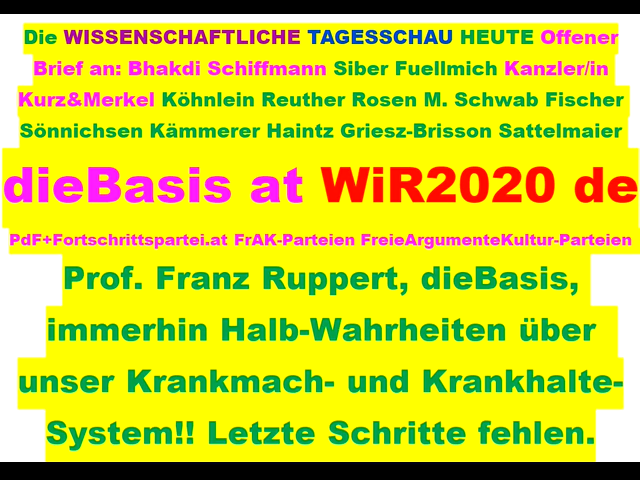 Die WISSENSCHAFTLICHE TAGESSCHAU HEUTE Offener
Brief an: Bhakdi Schiffmann Siber Fuellmich Kanzler/in
Kurz&Merkel Köhnlein Reuther Rosen M. Schwab Fischer
Sönnichsen Kämmerer Haintz Griesz-Brisson Sattelmaier
dieBasis at WiR2020 de
PdF+Fortschrittspartei.at FrAK-Parteien FreieArgumenteKultur-Parteien
Prof. Franz Ruppert, dieBasis,
immerhin Halb-Wahrheiten über
unser Krankmach- und Krankhalte-
System!! Letzte Schritte fehlen.